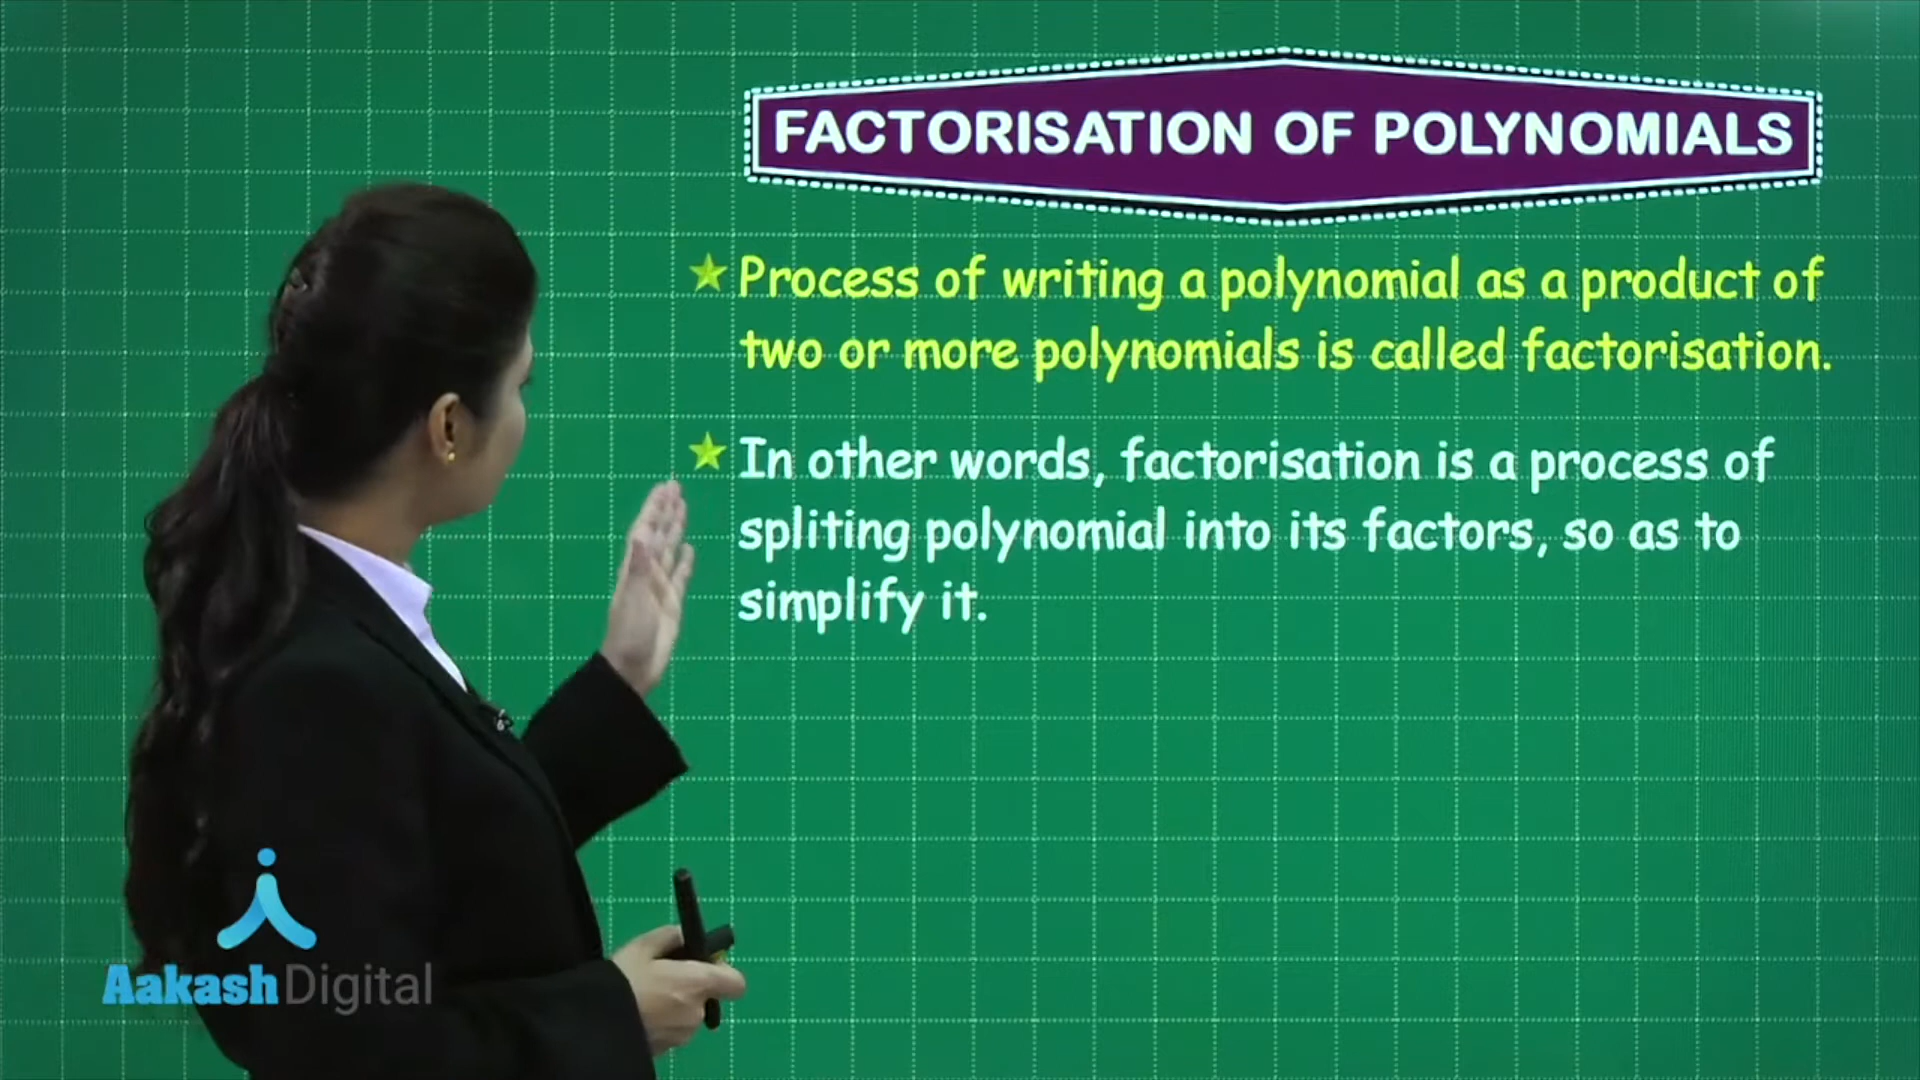 FACTORISATION OF POLYNOMIALS
Process of writing a polynomial as a product of
two or more polynomials is called factorisation.
In other words, factorisation is a process of
spliting polynomial into its factors, so as to
simplify it.
Aakash Digital